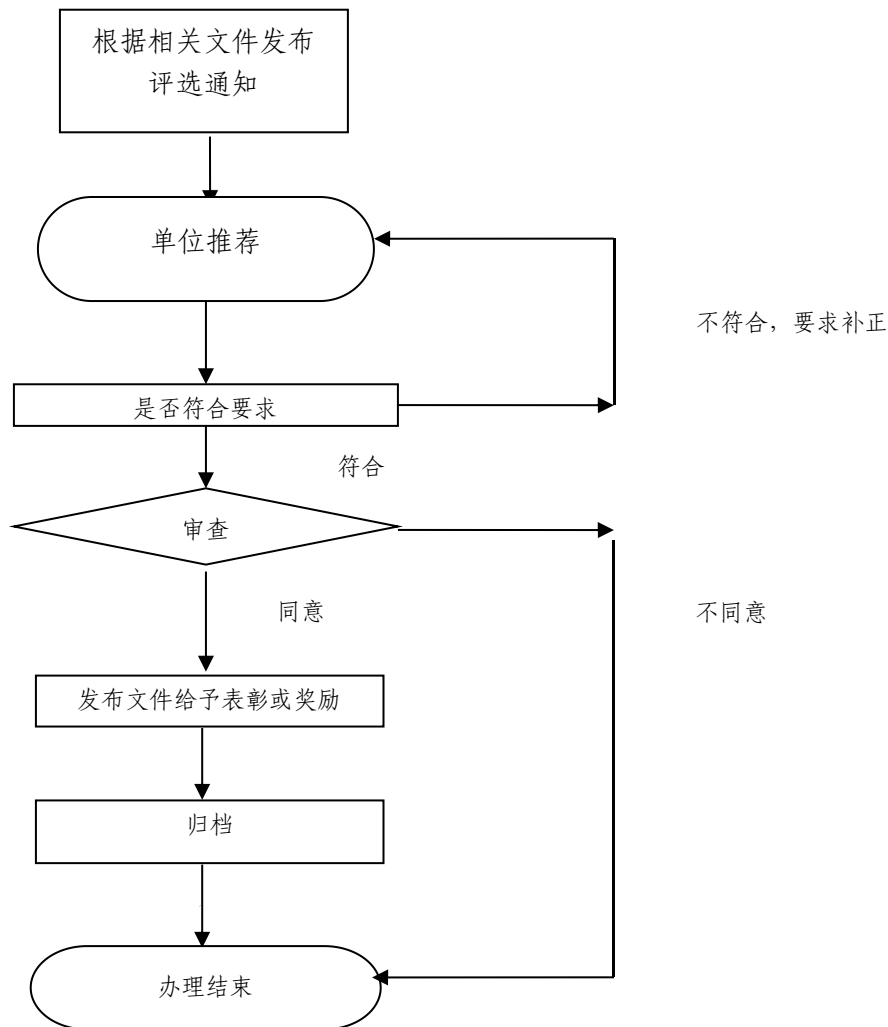 根据相关文件发布
评选通知
单位推荐
不符合，要求补正
是否符合要求
符合
审查
同意
不同意
发布文件给予表彰或奖励
归档
办理结束